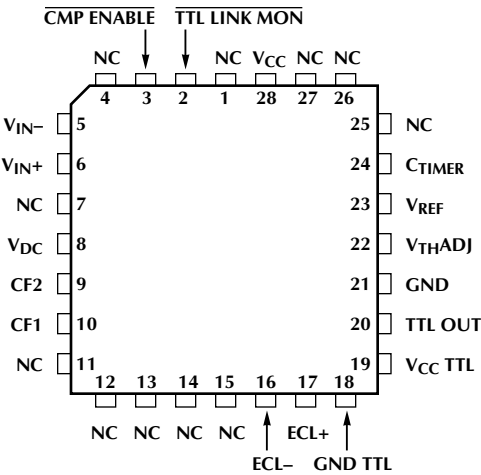 CMP ENABLE TTL LINK MON
NC NC VCC NC NC
4 3 2 1 28 27 26
VIN– 5 25 NC
VIN+ 6 24 CTIMER
NC 7 23 VREF
VDC 8 22 VTHADJ
CF2 9 21 GND
CF1 10 20 TTL OUT
NC 11 19 VCC TTL
12 13 14 15 16 17 18
NC NC NC NC ECL+
ECL– GND TTL